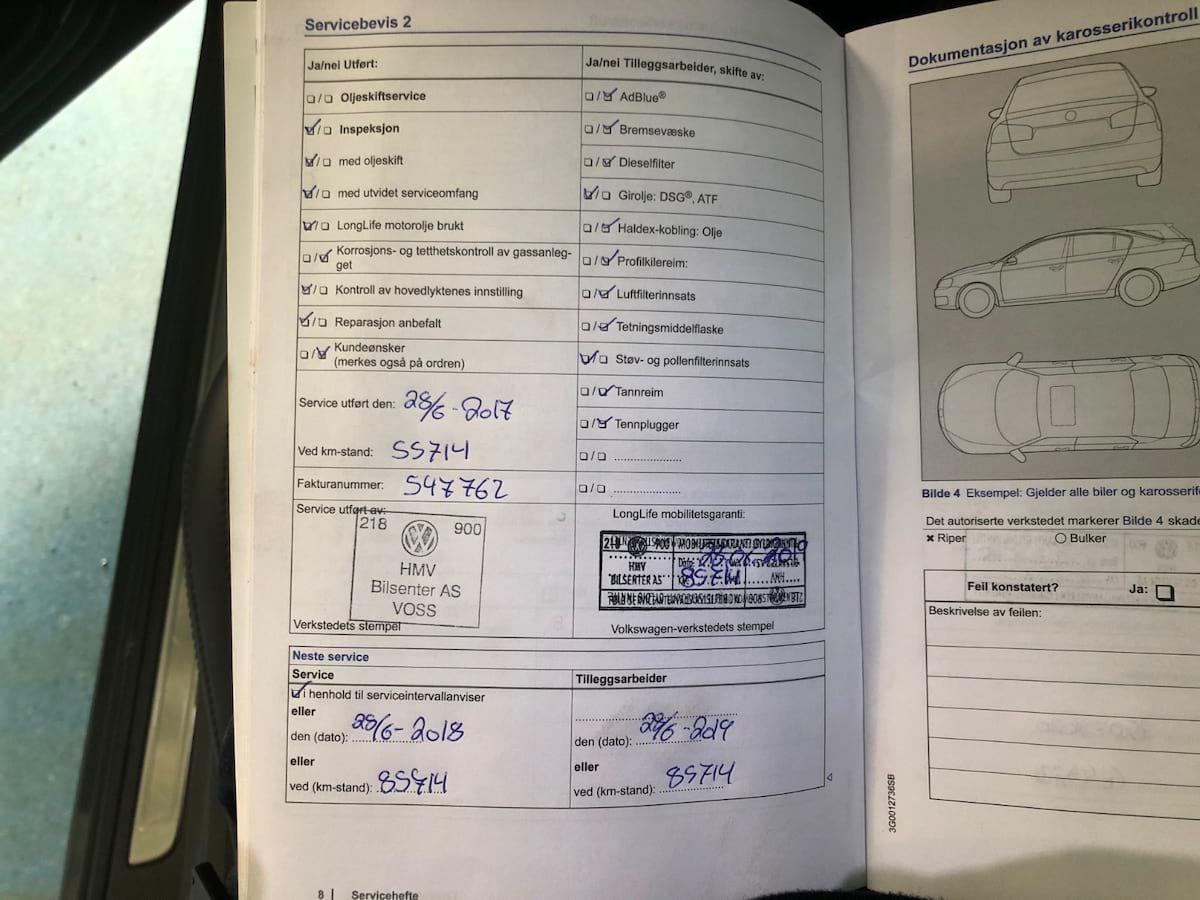 Servicebevis 2
Ja/nei Utført:
☐/☐ Oljeskiftservice
☑/☐ Inspeksjon
☑/☐ med oljeskift
☑/☐ med utvidet serviceomfang
☑/☐ LongLife motorolje brukt
☐/☑ Korrosjons- og tetthetskontroll av gassanleg-
get
☑/☐ Kontroll av hovedlyktenes innstilling
☑/☐ Reparasjon anbefalt
☐/☑ Kundeønsker
(merkes også på ordren)
Service utført den: 28/6-2017
Ved km-stand: 55714
Fakturanummer: 547762
Service utført av:
218 900
HMV
Bilsenter AS
VOSS
Verkstedets stempel
Ja/nei Tilleggsarbeider, skifte av:
☐/☑ AdBlue®
☐/☑ Bremsevæske
☐/☑ Dieselfilter
☑/☐ Girolje: DSG®, ATF
☐/☑ Haldex-kobling: Olje
☐/☑ Profilkilereim:
☐/☑ Luftfilterinnsats
☐/☑ Tetningsmiddelflaske
☑/☐ Støv- og pollenfilterinnsats
☐/☑ Tannreim
☐/☑ Tennplugger
☐/☐ ....................
☐/☐ ....................
LongLife mobilitetsgaranti:
HMV
BILSENTER AS
85714
Volkswagen-verkstedets stempel
Neste service
Service
☑ i henhold til serviceintervallanviser
eller
den (dato): 28/6-2018
eller
ved (km-stand): 85714
Tilleggsarbeider
den (dato): 28/6-2019
eller
ved (km-stand): 85714
8 | Servicehefte
Dokumentasjon av karosserikontroll
Bilde 4 Eksempel: Gjelder alle biler og
Det autoriserte verkstedet markerer Bilde 4
✖ Riper ○ Bulker
Feil konstatert? Ja: ☐
Beskrivelse av feilen:
3G0012736SB